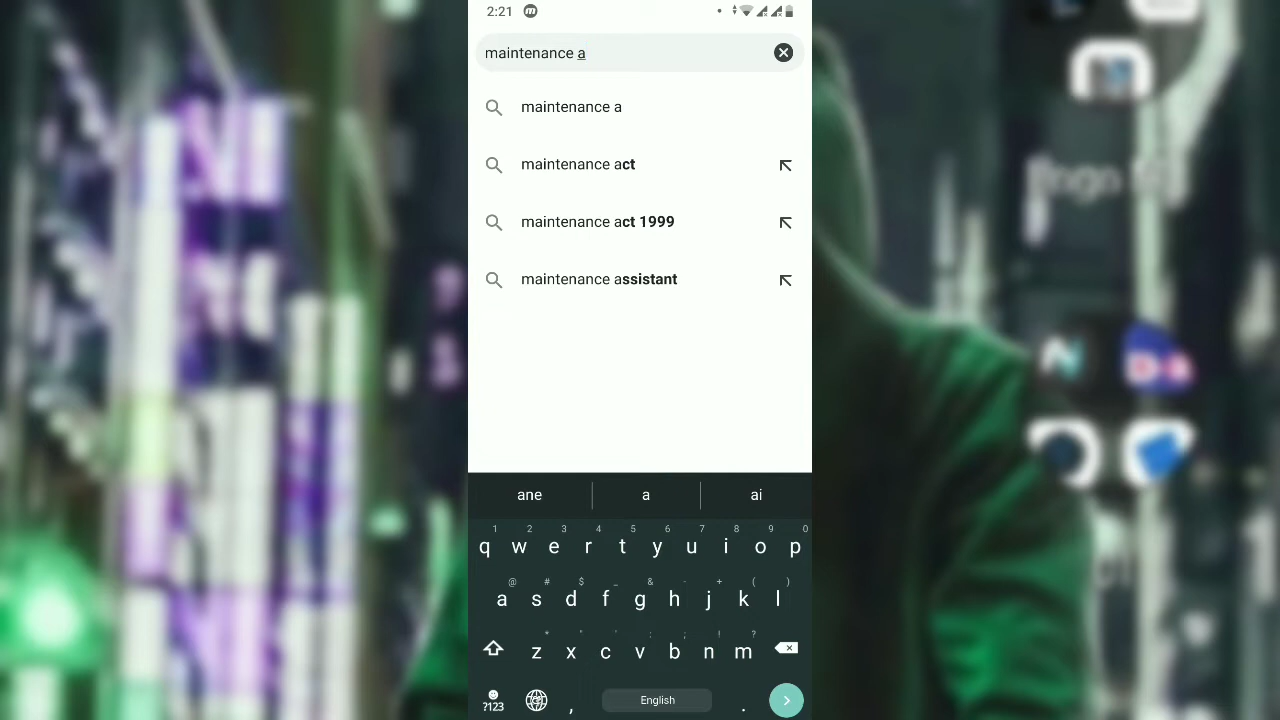 2:21
maintenance a
maintenance a
maintenance act
maintenance act 1999
maintenance assistant
ane a ai
1 2 3 4 5 6 7 8 9 0
q w e r t y u i o p
@ # $ _ & - + ( )
a s d f g h j k l
* " ' : ; ! ?
z x c v b n m
?123 , English .